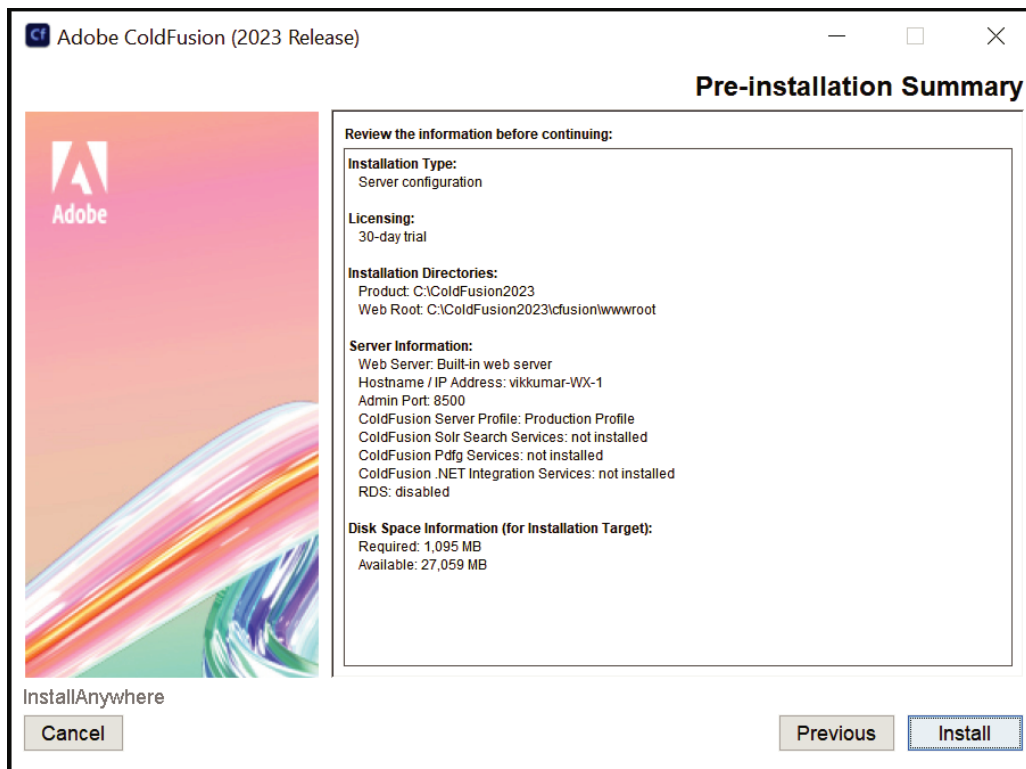 Cf Adobe ColdFusion (2023 Release)
Pre-installation Summary
Adobe
Review the information before continuing:
Installation Type:
Server configuration
Licensing:
30-day trial
Installation Directories:
Product: C:\ColdFusion2023
Web Root: C:\ColdFusion2023\cfusion\wwwroot
Server Information:
Web Server: Built-in web server
Hostname / IP Address: vikkumar-WX-1
Admin Port: 8500
ColdFusion Server Profile: Production Profile
ColdFusion Solr Search Services: not installed
ColdFusion Pdfg Services: not installed
ColdFusion .NET Integration Services: not installed
RDS: disabled
Disk Space Information (for Installation Target):
Required: 1,095 MB
Available: 27,059 MB
InstallAnywhere
Cancel
Previous
Install